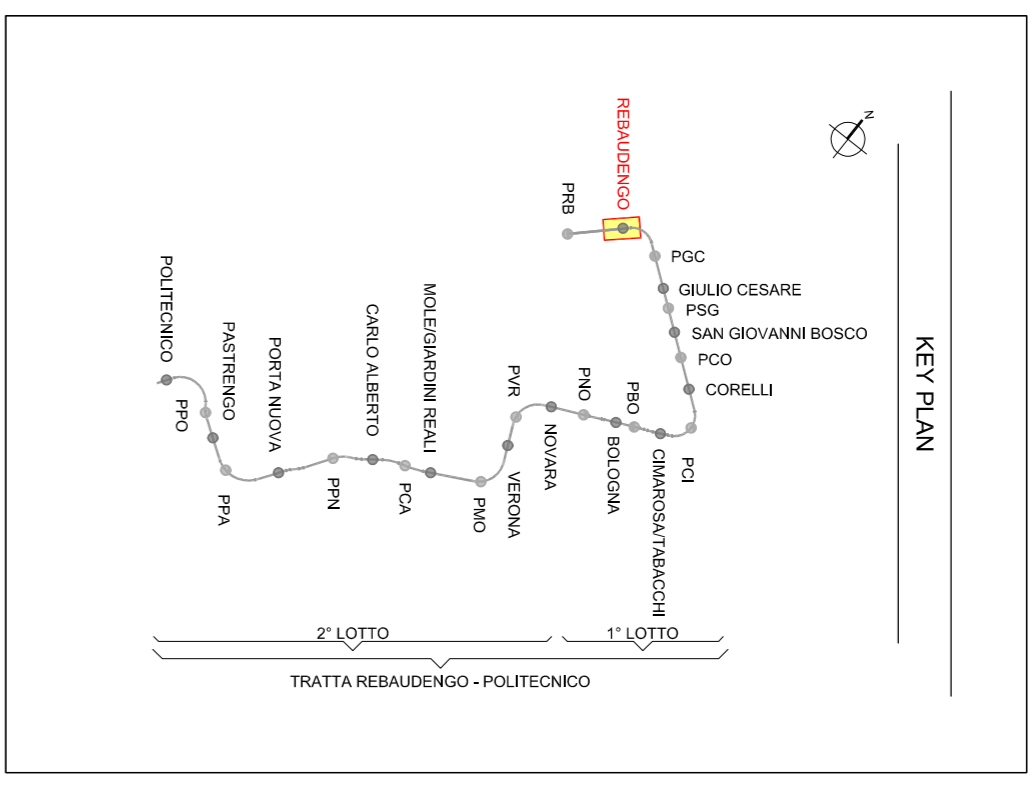 KEY PLAN
N
REBAUDENGO
PRB
PGC
GIULIO CESARE
PSG
SAN GIOVANNI BOSCO
PCO
CORELLI
PCI
CIMAROSA/TABACCHI
PBO
BOLOGNA
PNO
NOVARA
PVR
VERONA
PMO
MOLE/GIARDINI REALI
PCA
CARLO ALBERTO
PPN
PORTA NUOVA
PPA
PASTRENGO
PPO
POLITECNICO
2° LOTTO
1° LOTTO
TRATTA REBAUDENGO - POLITECNICO